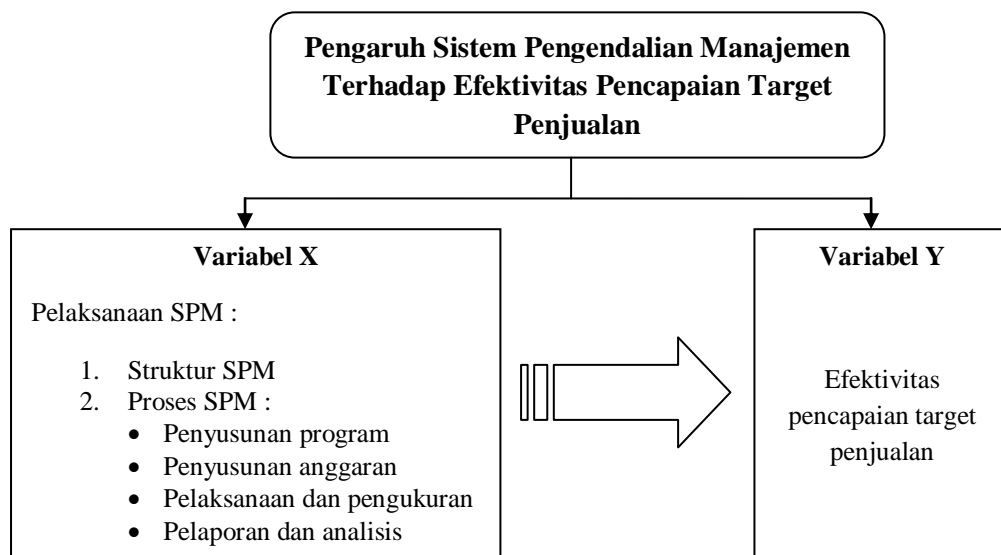 Pengaruh Sistem Pengendalian Manajemen
Terhadap Efektivitas Pencapaian Target
Penjualan
Variabel X
Pelaksanaan SPM :
1. Struktur SPM
2. Proses SPM :
• Penyusunan program
• Penyusunan anggaran
• Pelaksanaan dan pengukuran
• Pelaporan dan analisis
Variabel Y
Efektivitas
pencapaian target
penjualan